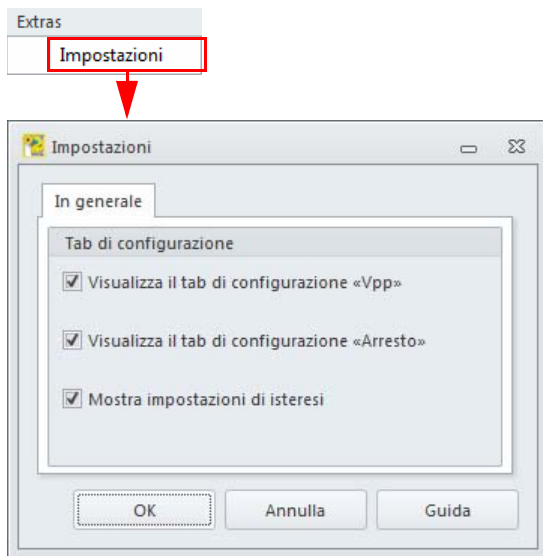 Extras
Impostazioni
Impostazioni
In generale
Tab di configurazione
Visualizza il tab di configurazione «Vpp»
Visualizza il tab di configurazione «Arresto»
Mostra impostazioni di isteresi
OK Annulla Guida